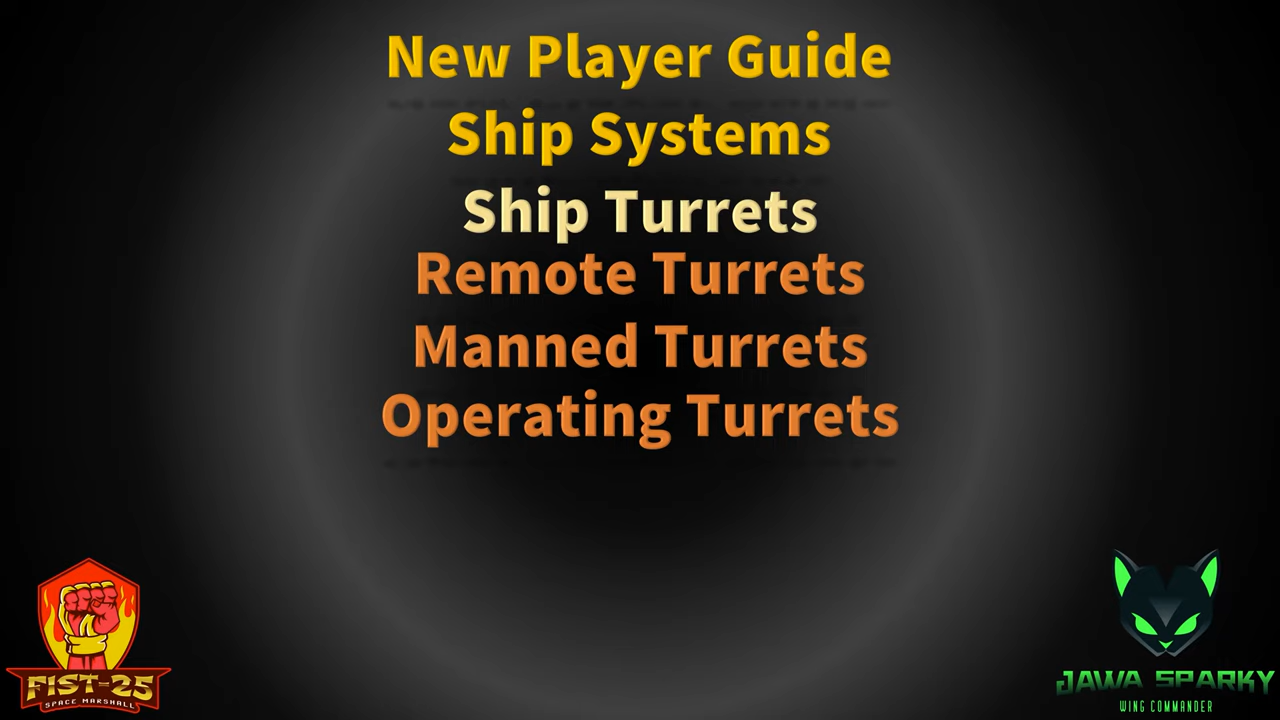 New Player Guide
Ship Systems
Ship Turrets
Remote Turrets
Manned Turrets
Operating Turrets
FIST-25
SPACE MARSHALL
JAWA SPARKY
WING COMMANDER